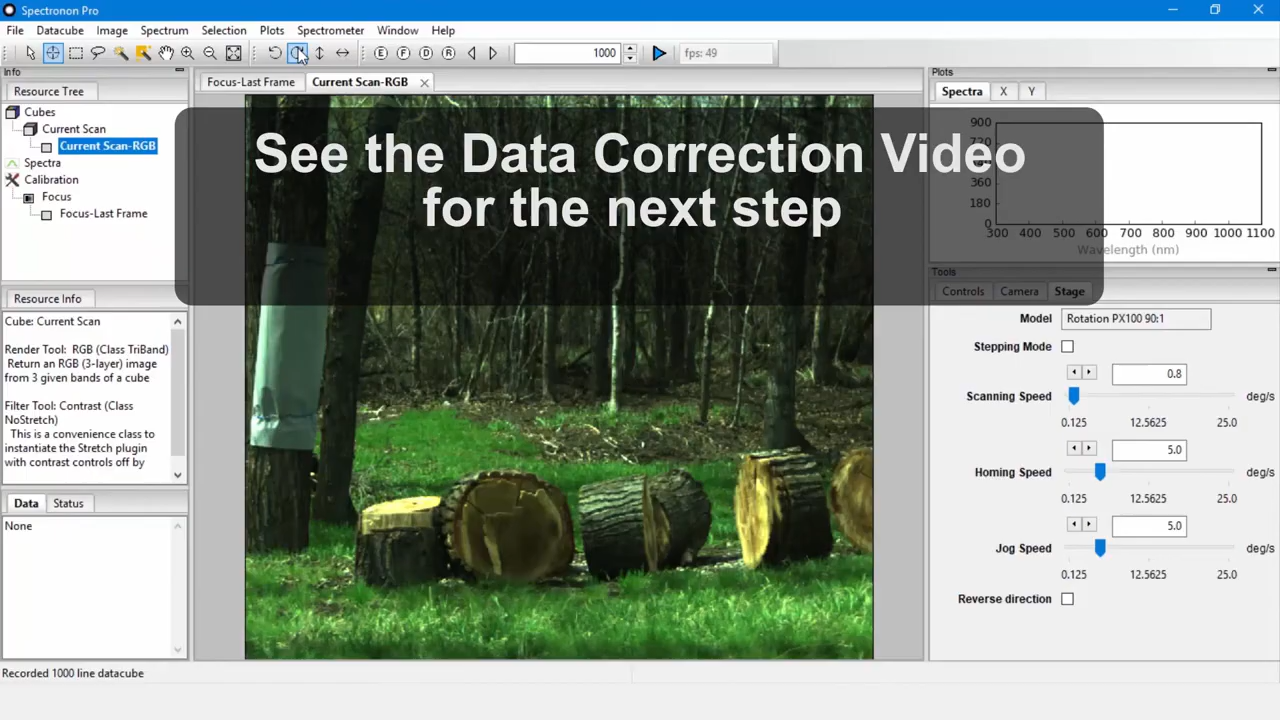 Spectronon Pro
File Datacube Image Spectrum Selection Plots Spectrometer Window Help
E F D R 1000 fps: 49
Info
Resource Tree
Cubes
Current Scan
Current Scan-RGB
Spectra
Calibration
Focus
Focus-Last Frame
Resource Info
Cube: Current Scan
Render Tool: RGB (Class TriBand)
Return an RGB (3-layer) image
from 3 given bands of a cube
Filter Tool: Contrast (Class
NoStretch)
This is a convenience class to
instantiate the Stretch plugin
with contrast controls off by
Data Status
None
Focus-Last Frame Current Scan-RGB
See the Data Correction Video
for the next step
Plots
Spectra X Y
900
360
180
0
300 400 500 600 700 800 900 1000 1100
Wavelength (nm)
Tools
Controls Camera Stage
Model Rotation PX100 90:1
Stepping Mode
0.8
Scanning Speed deg/s
0.125 12.5625 25.0
5.0
Homing Speed deg/s
0.125 12.5625 25.0
5.0
Jog Speed deg/s
0.125 12.5625 25.0
Reverse direction
Recorded 1000 line datacube